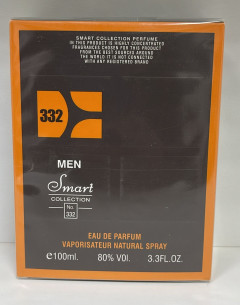 SMART COLLECTION PERFUME
IN THIS PRODUCT IS HIGHLY CONCENTRATED
FRAGRANCES CHOSEN FOR THIS PRODUCT
FROM THE BEST SOURCES AROUND
THE WORLD IT IS NOT CONNECTED
WITH ANY REGISTERED BRAND
332
MEN
Smart
COLLECTION
No.
332
EAU DE PARFUM
VAPORISATEUR NATURAL SPRAY
℮100ml. 80% VOL. 3.3FL.OZ.